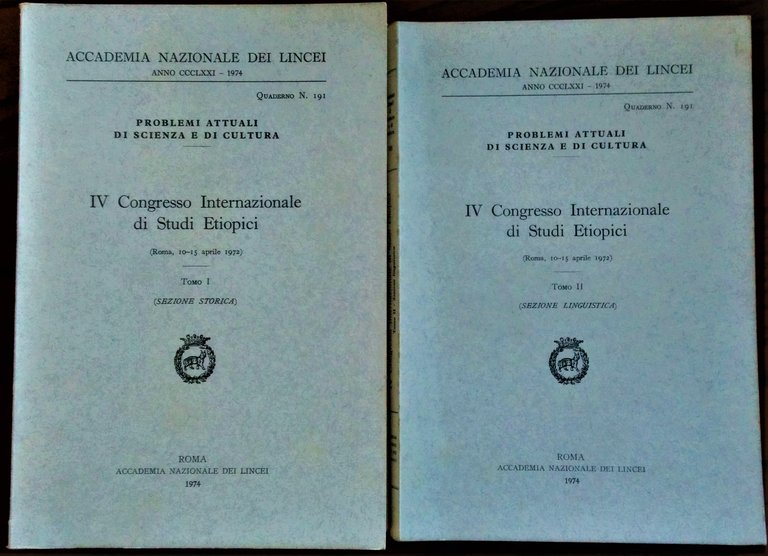 ACCADEMIA NAZIONALE DEI LINCEI
ANNO CCCLXXI – 1974
QUADERNO N. 191
PROBLEMI ATTUALI
DI SCIENZA E DI CULTURA
IV Congresso Internazionale
di Studi Etiopici
(Roma, 10–15 aprile 1972)
TOMO I
(SEZIONE STORICA)
ROMA
ACCADEMIA NAZIONALE DEI LINCEI
1974
ACCADEMIA NAZIONALE DEI LINCEI
ANNO CCCLXXI – 1974
QUADERNO N. 191
PROBLEMI ATTUALI
DI SCIENZA E DI CULTURA
IV Congresso Internazionale
di Studi Etiopici
(Roma, 10–15 aprile 1972)
TOMO II
(SEZIONE LINGUISTICA)
ROMA
ACCADEMIA NAZIONALE DEI LINCEI
1974